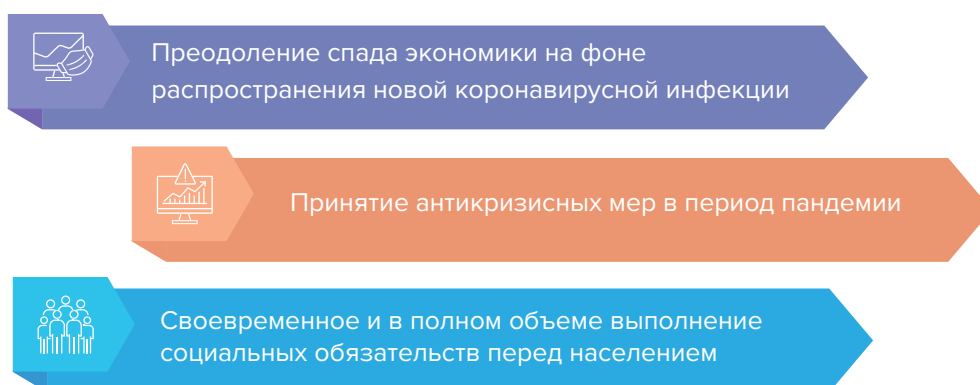 Преодоление спада экономики на фоне
распространения новой коронавирусной инфекции
Принятие антикризисных мер в период пандемии
Своевременное и в полном объеме выполнение
социальных обязательств перед населением